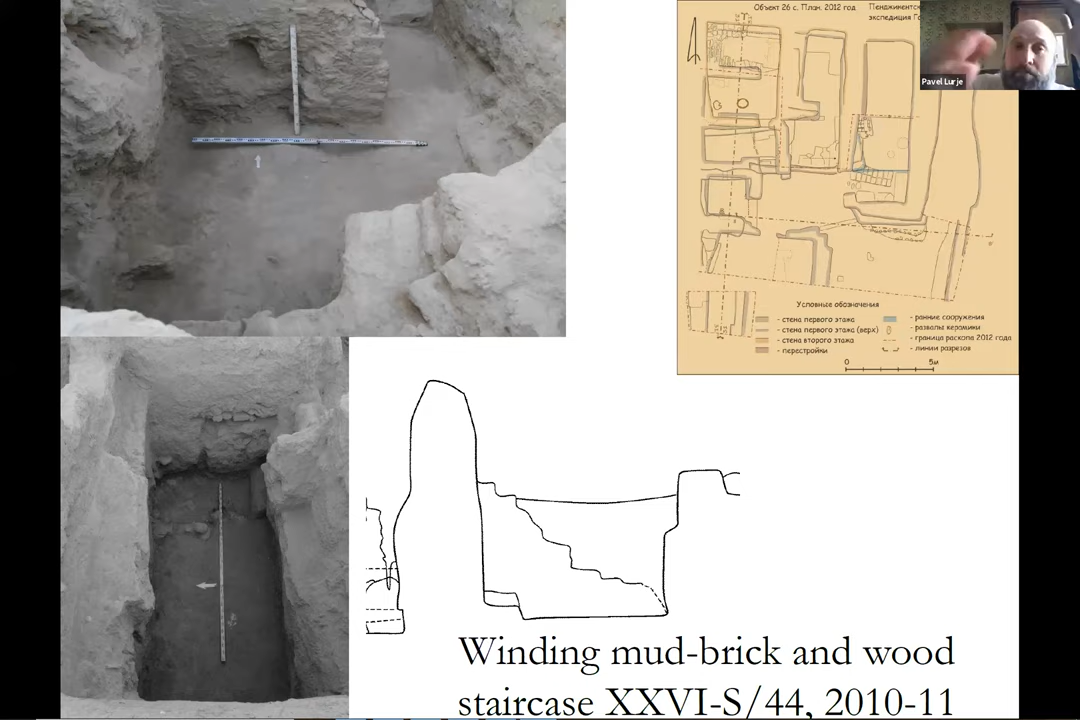 Объект 26 с. План. 2012 год
Пенджикентск
экспедиция Го
Pavel Lurje
Условные обозначения
- стена первого этажа
- стена первого этажа (верх)
- стена второго этажа
- перестройки
- ранние сооружения
- развалы керамики
- граница раскопа 2012 года
- линии разрезов
0 5м
Winding mud-brick and wood
staircase XXVI-S/44, 2010-11